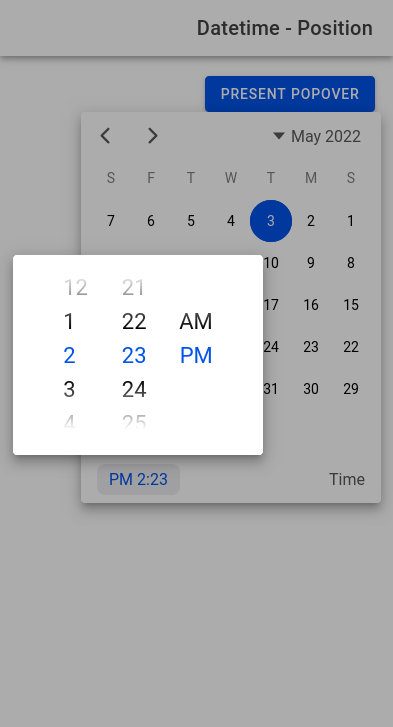 Datetime - Position
PRESENT POPOVER
May 2022
S F T W T M S
7 6 5 4 3 2 1
10 9 8
17 16 15
24 23 22
31 30 29
12 21
1 22 AM
2 23 PM
3 24
4 25
PM 2:23 Time